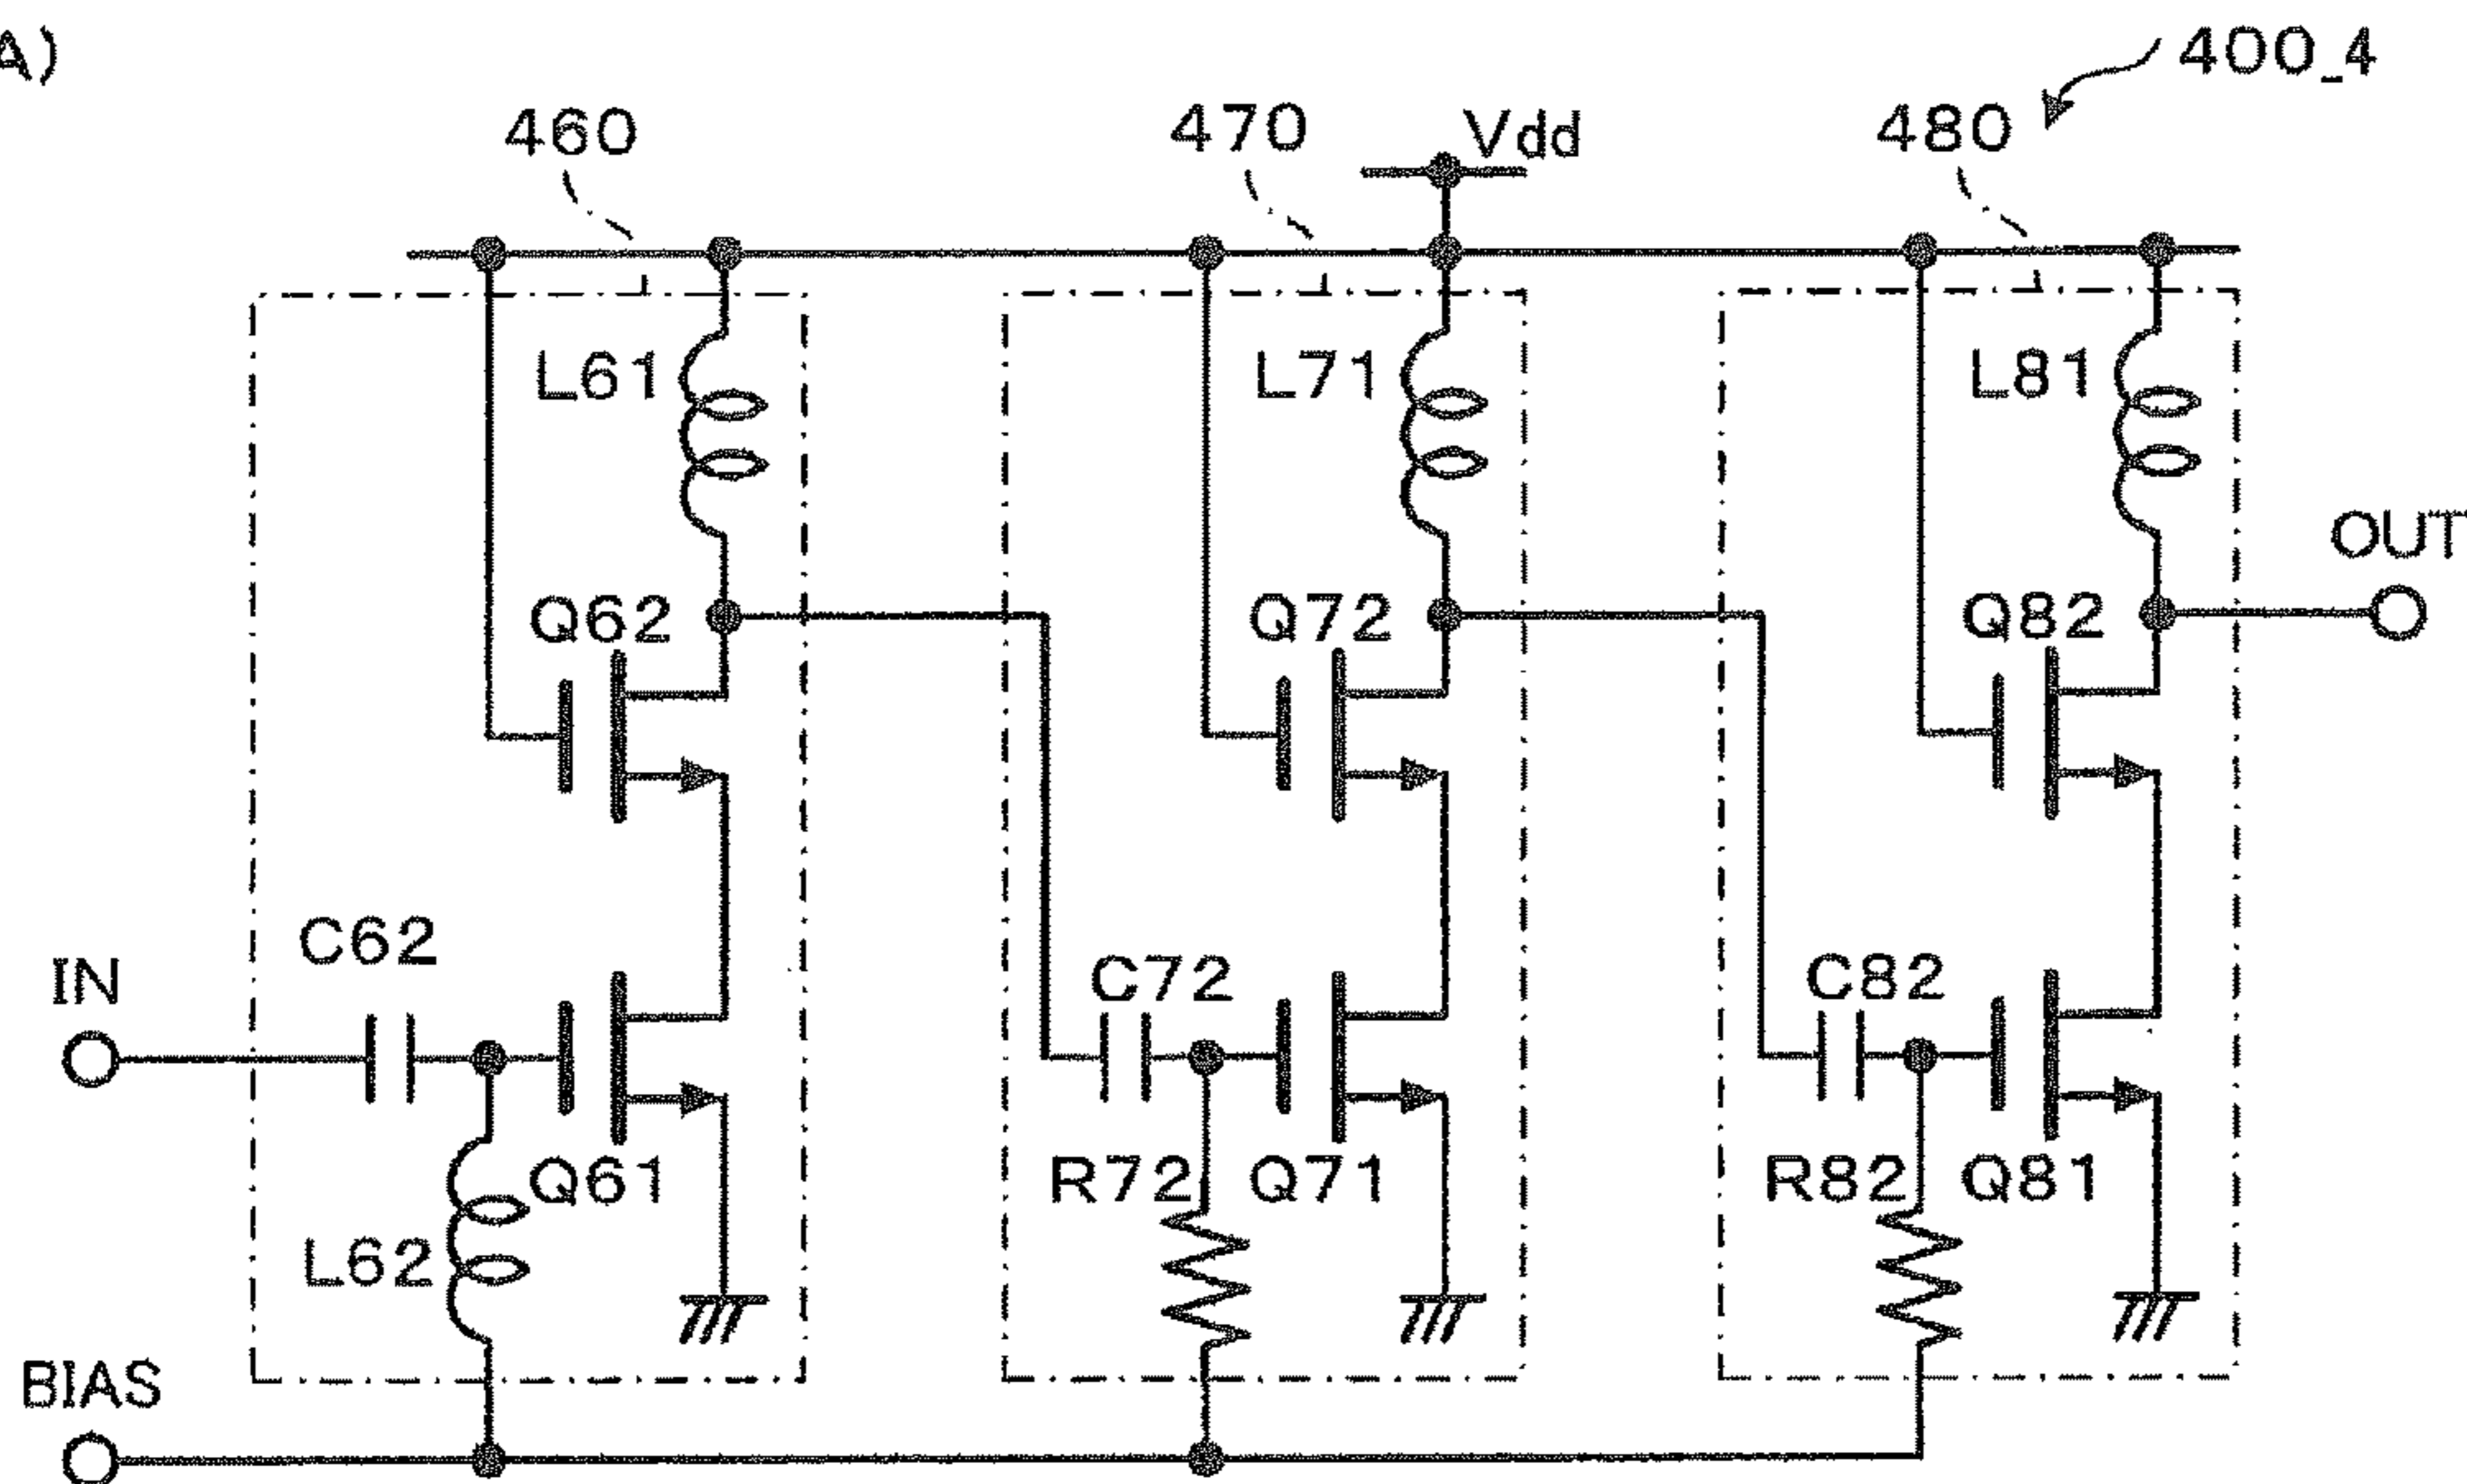 A)
400_4
460
470
Vdd
480
L61
L71
L81
OUT
Q62
Q72
Q82
C62
IN
C72
C82
Q61
R72
Q71
R82
Q81
L62
BIAS